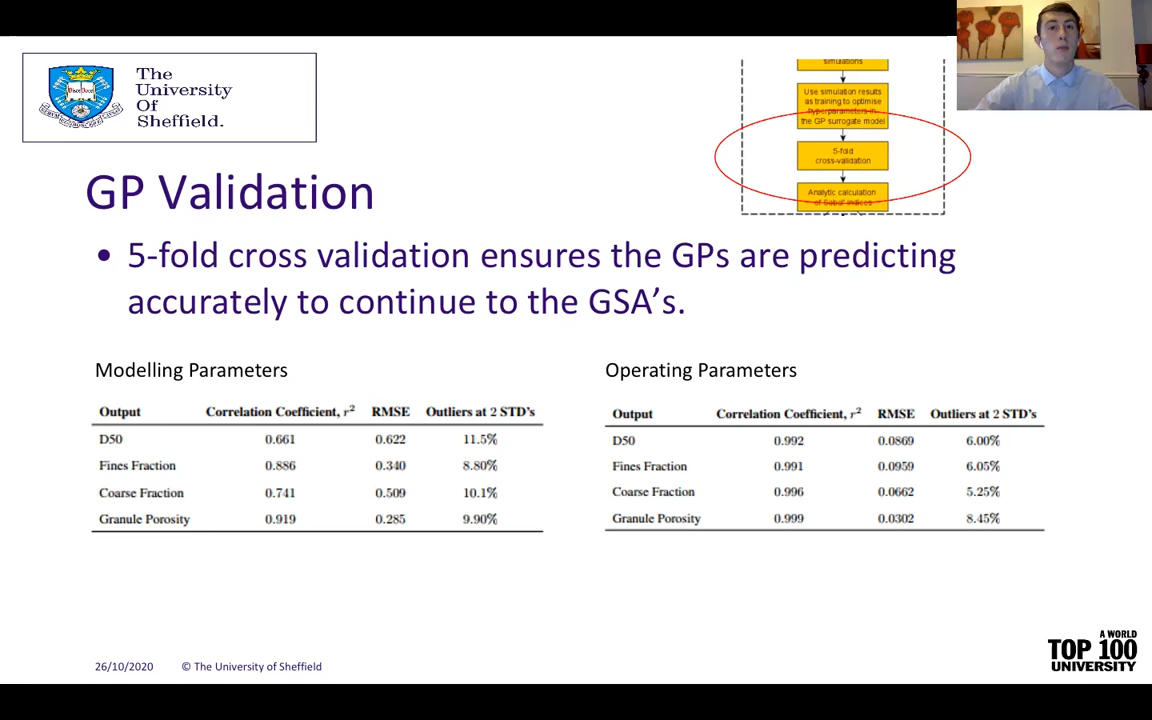 The
University
Of
Sheffield.
simulations
Use simulation results
as training to optimise
hyperparameters in
the GP surrogate model
5-fold
cross-validation
Analytic calculation
of Sobol' indices
GP Validation
• 5-fold cross validation ensures the GPs are predicting
accurately to continue to the GSA’s.
Modelling Parameters
Output Correlation Coefficient, r² RMSE Outliers at 2 STD's
D50 0.661 0.622 11.5%
Fines Fraction 0.886 0.340 8.80%
Coarse Fraction 0.741 0.509 10.1%
Granule Porosity 0.919 0.285 9.90%
Operating Parameters
Output Correlation Coefficient, r² RMSE Outliers at 2 STD's
D50 0.992 0.0869 6.00%
Fines Fraction 0.991 0.0959 6.05%
Coarse Fraction 0.996 0.0662 5.25%
Granule Porosity 0.999 0.0302 8.45%
26/10/2020 © The University of Sheffield
A WORLD
TOP 100
UNIVERSITY